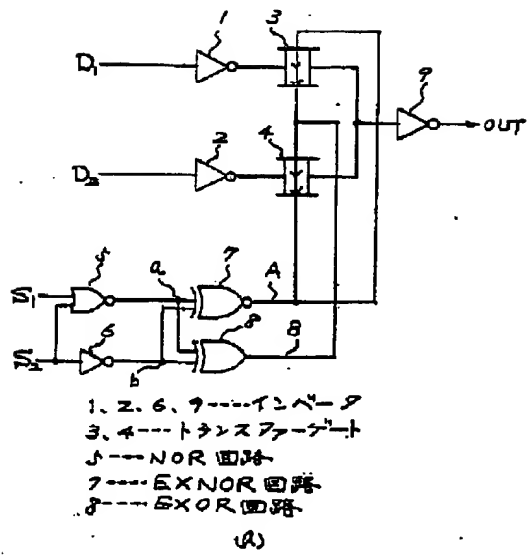 1
3
D1
9
OUT
2
4
D2
5
a
7
A
S1
6
8
8
S2
b
1、2、6、9----インバータ
3、4---トランスファーゲート
5----NOR回路
7----EXNOR回路
8----EXOR回路